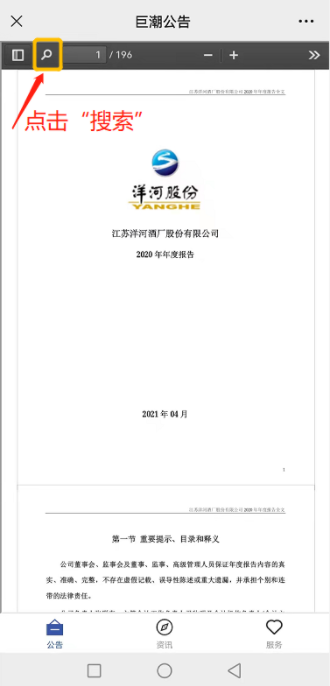 巨潮公告
1 / 196
江苏洋河酒厂股份有限公司 2020 年年度报告全文
点击“搜索”
洋河股份
YANGHE
江苏洋河酒厂股份有限公司
2020 年年度报告
2021 年 04 月
1
江苏洋河酒厂股份有限公司 2020 年年度报告全文
第一节 重要提示、目录和释义
公司董事会、监事会及董事、监事、高级管理人员保证年度报告内容的真
实、准确、完整，不存在虚假记载、误导性陈述或重大遗漏，并承担个别和连
带的法律责任。
公告
资讯
服务